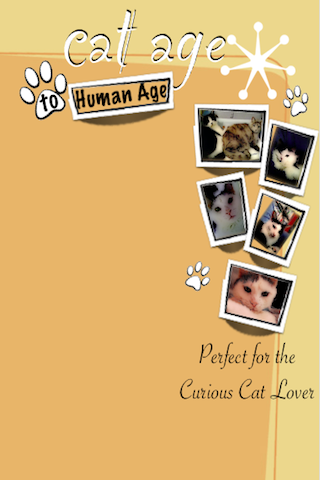 cat age
to Human Age
Perfect for the
Curious Cat Lover